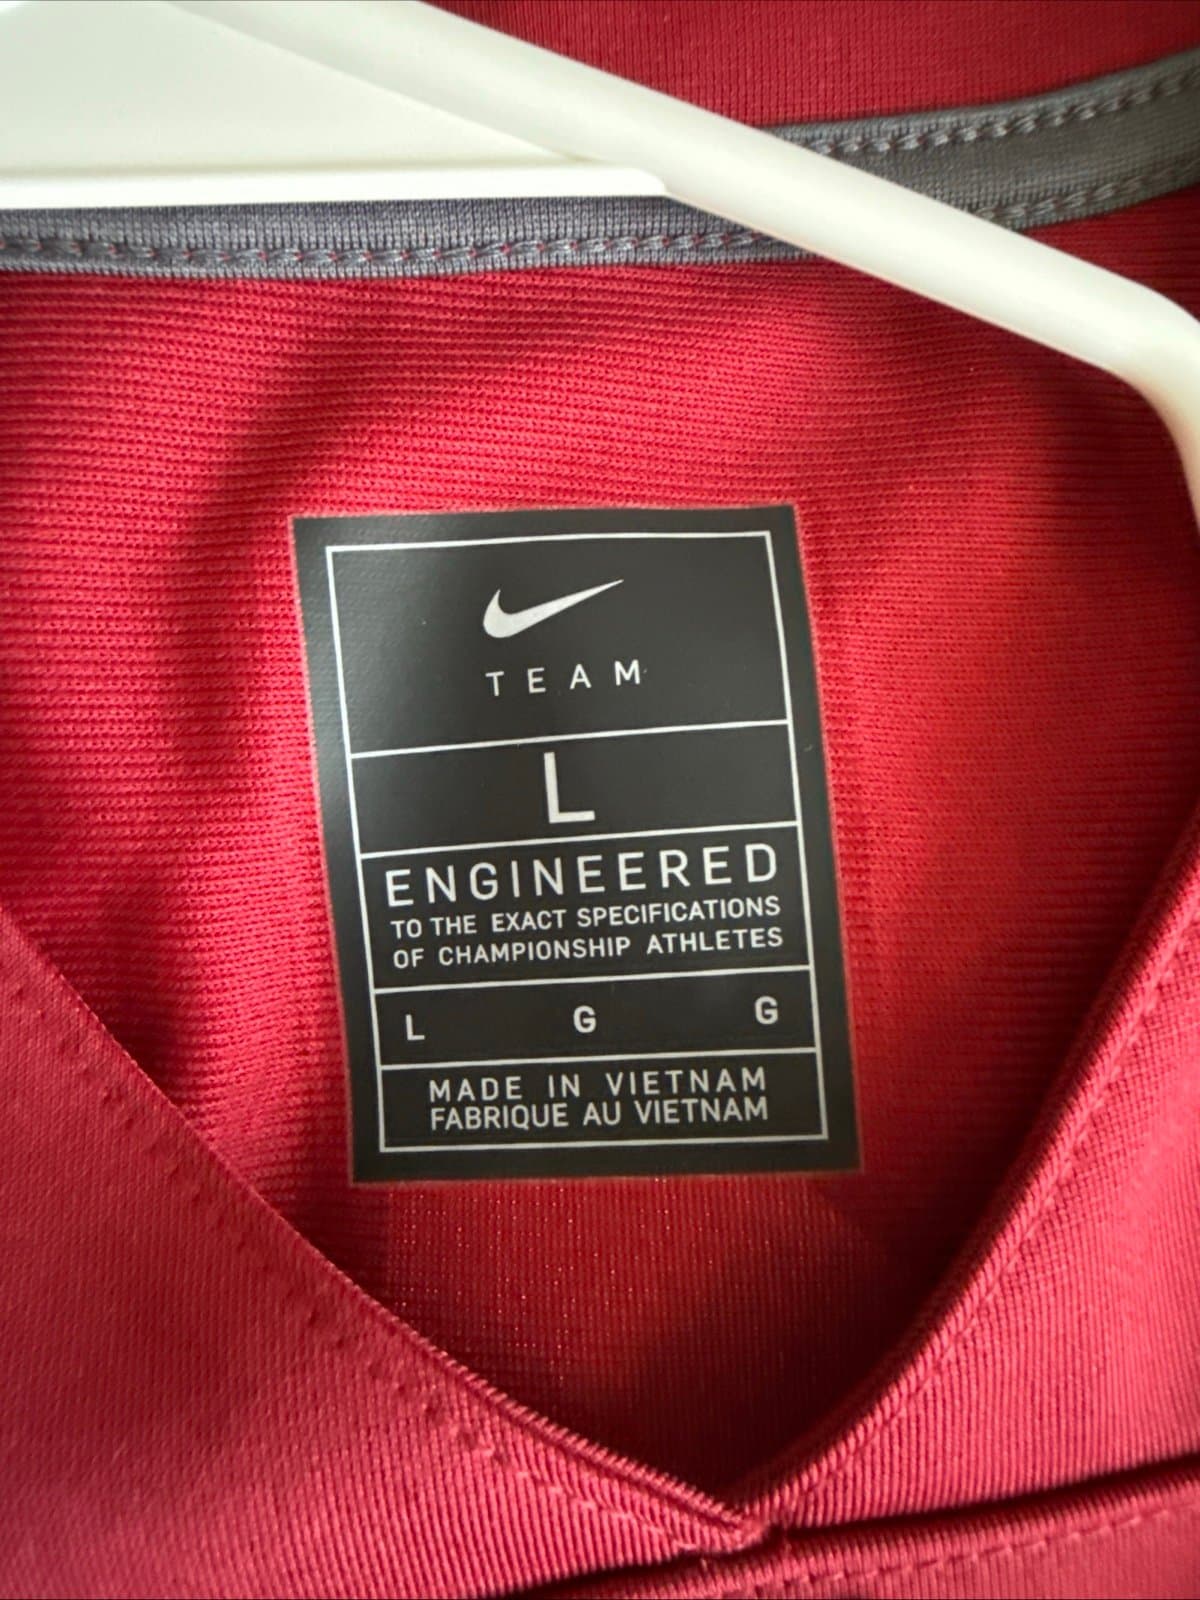 TEAM
L
ENGINEERED
TO THE EXACT SPECIFICATIONS
OF CHAMPIONSHIP ATHLETES
L G G
MADE IN VIETNAM
FABRIQUE AU VIETNAM